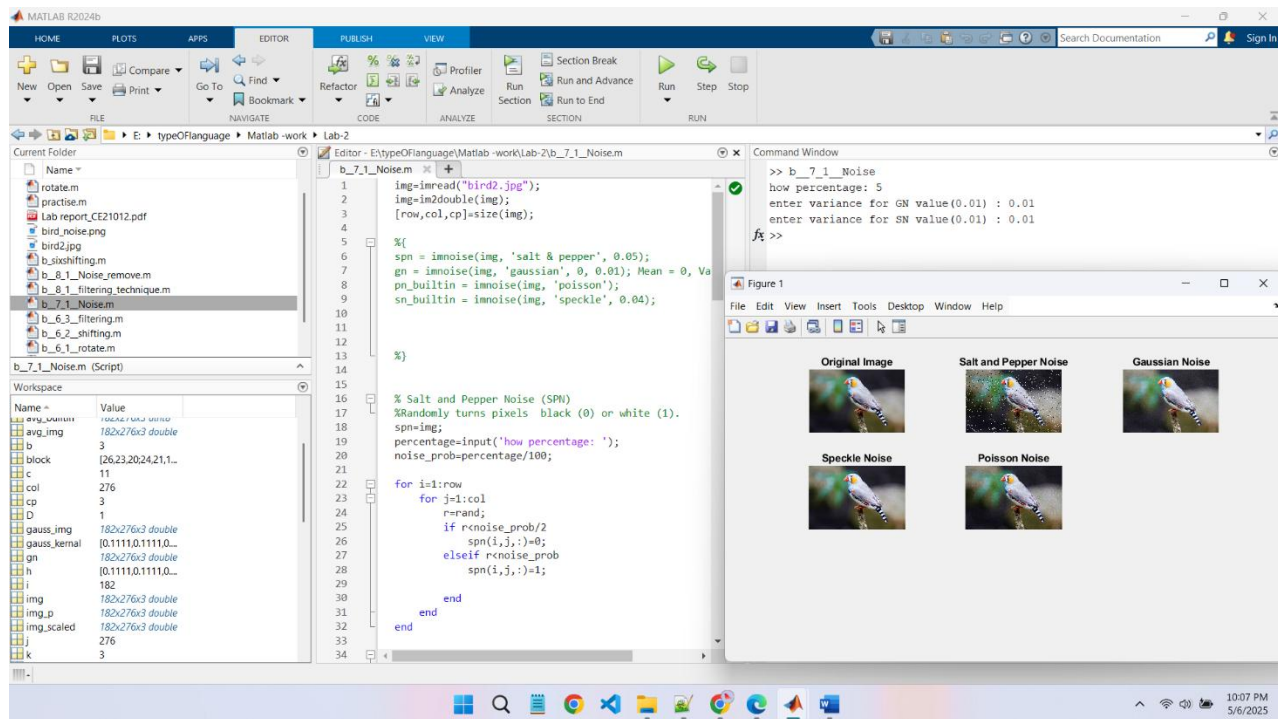 MATLAB R2024b
HOME PLOTS APPS EDITOR PUBLISH VIEW
Search Documentation
Sign In
New Open Save
Compare
Print
Go To
Find
Bookmark
Refactor
Profiler
Analyze
Run Section
Section Break
Run and Advance
Run to End
Run Step Stop
FILE NAVIGATE CODE ANALYZE SECTION RUN
E: typeOFlanguage Matlab -work Lab-2
Current Folder
Name
rotate.m
practise.m
Lab report_CE21012.pdf
bird_noise.png
bird2.jpg
b_sixshifting.m
b__8_1__Noise_remove.m
b__8_1__filtering_technique.m
b__7_1__Noise.m
b__6_3__filtering.m
b__6_2__shifting.m
b__6_1__rotate.m
b__7_1__Noise.m (Script)
Workspace
Name Value
avg_img 182x276x3 double
b 3
block [26,23,20;24,21,1...
c 11
col 276
cp 3
D 1
gauss_img 182x276x3 double
gauss_kernal [0.1111,0.1111,0....
gn 182x276x3 double
h [0.1111,0.1111,0....
i 182
img 182x276x3 double
img_p 182x276x3 double
img_scaled 182x276x3 double
j 276
k 3
Editor - E:\typeOFlanguage\Matlab -work\Lab-2\b__7_1__Noise.m
b__7_1__Noise.m
1 img=imread("bird2.jpg");
2 img=im2double(img);
3 [row,col,cp]=size(img);
4
5 %{
6 spn = imnoise(img, 'salt & pepper', 0.05);
7 gn = imnoise(img, 'gaussian', 0, 0.01); Mean = 0, Va
8 pn_builtin = imnoise(img, 'poisson');
9 sn_builtin = imnoise(img, 'speckle', 0.04);
10
11
12
13 %}
14
15
16 % Salt and Pepper Noise (SPN)
17 %Randomly turns pixels black (0) or white (1).
18 spn=img;
19 percentage=input('how percentage: ');
20 noise_prob=percentage/100;
21
22 for i=1:row
23 for j=1:col
24 r=rand;
25 if r<noise_prob/2
26 spn(i,j,:)=0;
27 elseif r<noise_prob
28 spn(i,j,:)=1;
29
30 end
31 end
32 end
33
34
Command Window
>> b__7_1__Noise
how percentage: 5
enter variance for GN value(0.01) : 0.01
enter variance for SN value(0.01) : 0.01
fx >>
Figure 1
File Edit View Insert Tools Desktop Window Help
Original Image Salt and Pepper Noise Gaussian Noise
Speckle Noise Poisson Noise
10:07 PM
5/6/2025